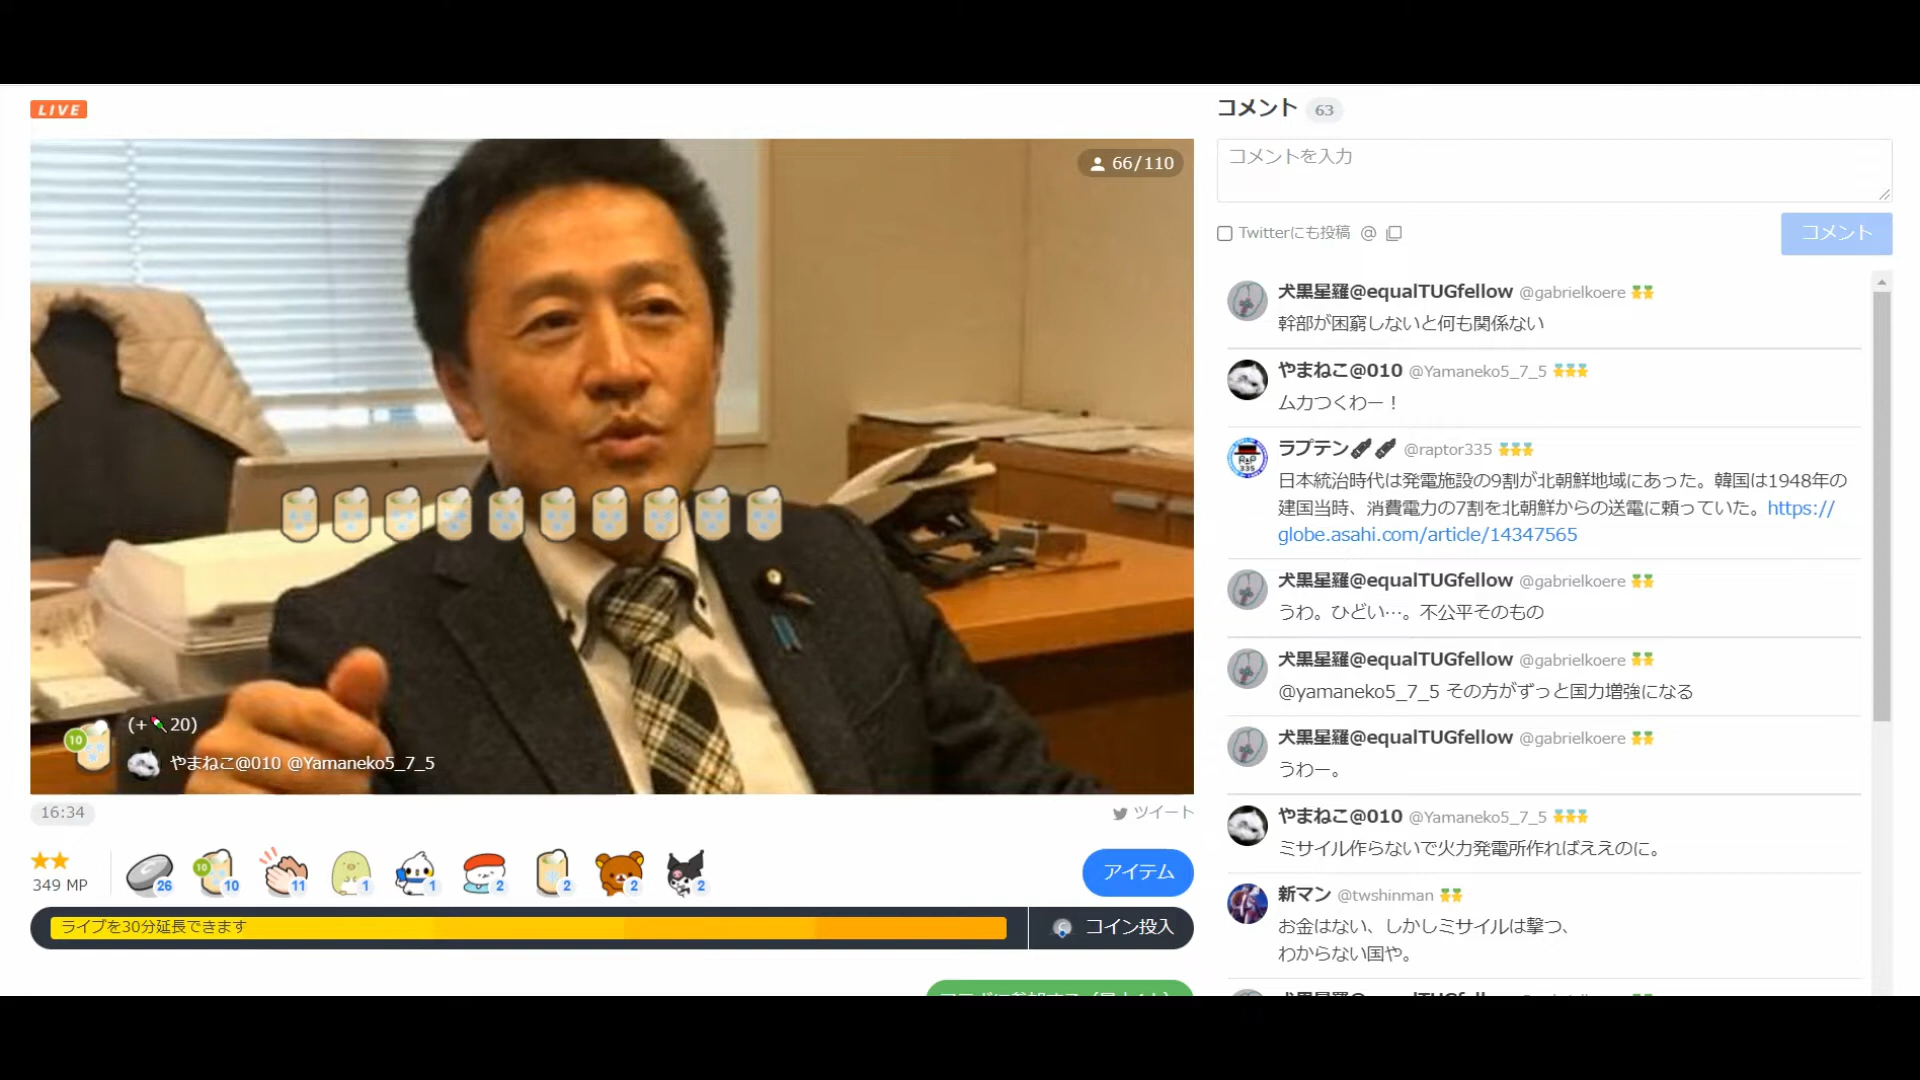 LIVE
66/110
(+20)
10
やまねこ@010 @Yamaneko5_7_5
16:34
ツイート
349 MP
26
10
10
11
1
1
2
2
2
2
アイテム
ライブを30分延長できます
コイン投入
コメント 63
コメントを入力
Twitterにも投稿 @
コメント
犬黒星羅@equalTUGfellow @gabrielkoere
幹部が困窮しないと何も関係ない
やまねこ@010 @Yamaneko5_7_5
ムカつくわー！
ラプテン @raptor335
日本統治時代は発電施設の9割が北朝鮮地域にあった。韓国は1948年の
建国当時、消費電力の7割を北朝鮮からの送電に頼っていた。https://
globe.asahi.com/article/14347565
犬黒星羅@equalTUGfellow @gabrielkoere
うわ。ひどい…。不公平そのもの
犬黒星羅@equalTUGfellow @gabrielkoere
@yamaneko5_7_5 その方がずっと国力増強になる
犬黒星羅@equalTUGfellow @gabrielkoere
うわー。
やまねこ@010 @Yamaneko5_7_5
ミサイル作らないで火力発電所作ればええのに。
新マン @twshinman
お金はない、しかしミサイルは撃つ、
わからない国や。